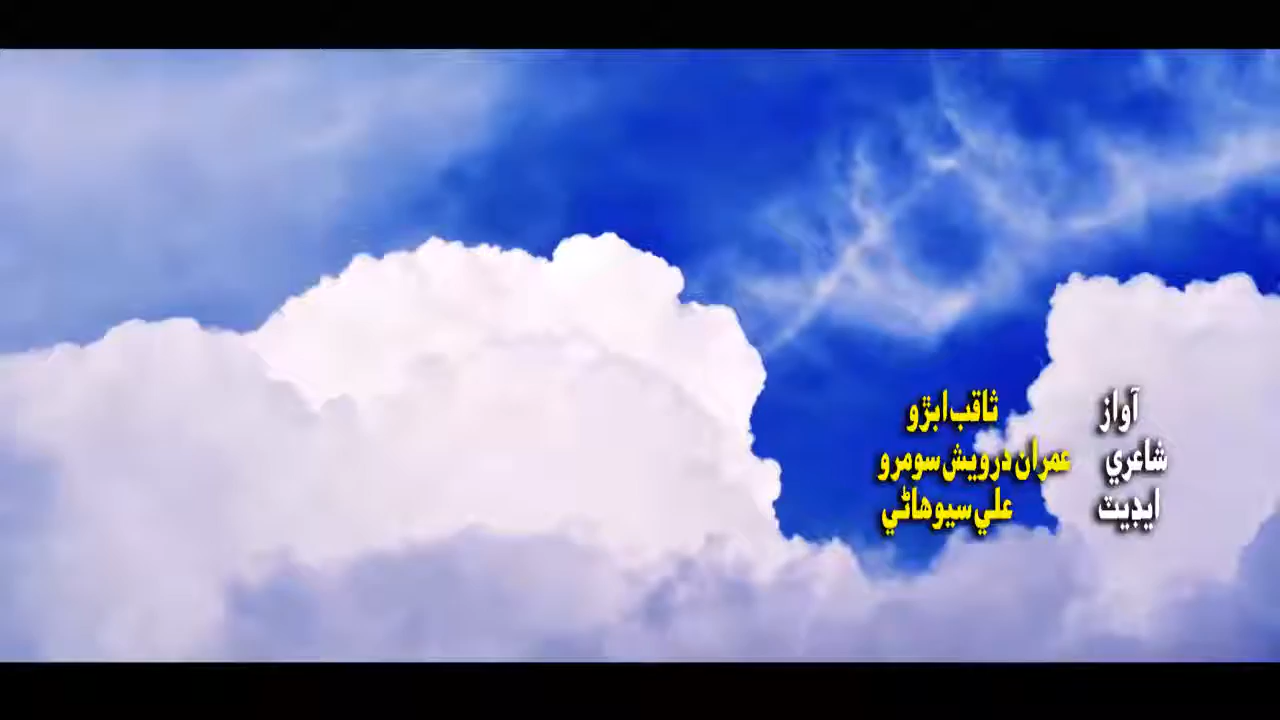 آواز ثاقب ابڙو
شاعري عمران درويش سومرو
ايڊيٽ علي سيوهاڻي